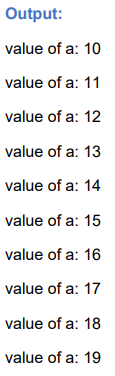 Output:
value of a: 10
value of a: 11
value of a: 12
value of a: 13
value of a: 14
value of a: 15
value of a: 16
value of a: 17
value of a: 18
value of a: 19